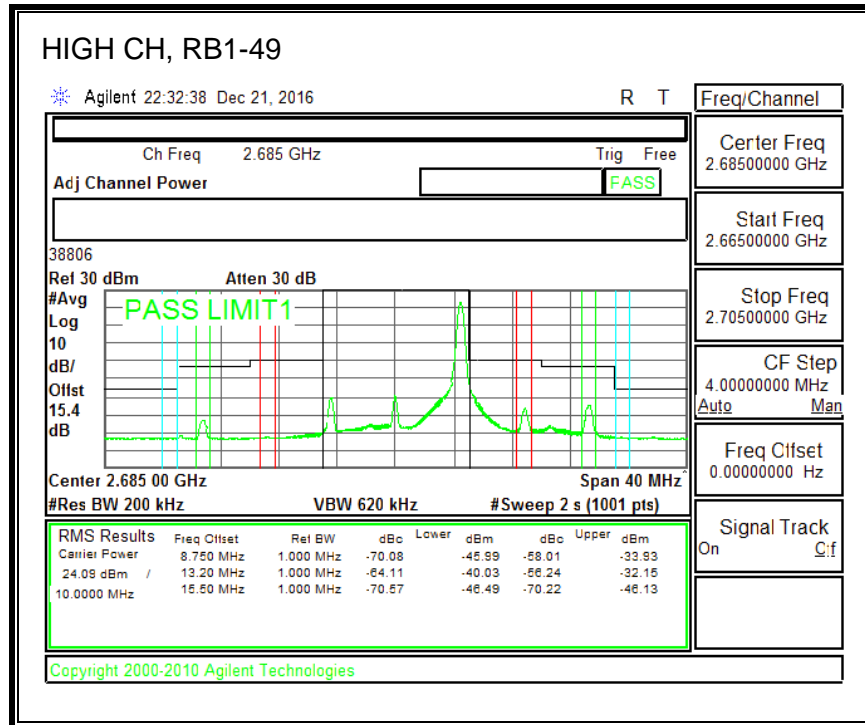 HIGH CH, RB1-49
Agilent 22:32:38 Dec 21, 2016 R T
Freq/Channel
Ch Freq 2.685 GHz Trig Free
Adj Channel Power PASS
Center Freq
2.68500000 GHz
Start Freq
2.66500000 GHz
Stop Freq
2.70500000 GHz
CF Step
4.00000000 MHz
Auto Man
Freq Offset
0.00000000 Hz
Signal Track
On Off
38806
Ref 30 dBm Atten 30 dB
#Avg
Log
10
dB/
Offst
15.4
dB
PASS LIMIT1
Center 2.685 00 GHz Span 40 MHz^
#Res BW 200 kHz VBW 620 kHz #Sweep 2 s (1001 pts)
RMS Results Freq Offset Ref BW dBc Lower dBm dBc Upper dBm
Carrier Power 8.750 MHz 1.000 MHz -70.08 -45.99 -58.01 -33.93
24.09 dBm / 13.20 MHz 1.000 MHz -64.11 -40.03 -56.24 -32.15
10.0000 MHz 15.50 MHz 1.000 MHz -70.57 -46.49 -70.22 -46.13
Copyright 2000-2010 Agilent Technologies